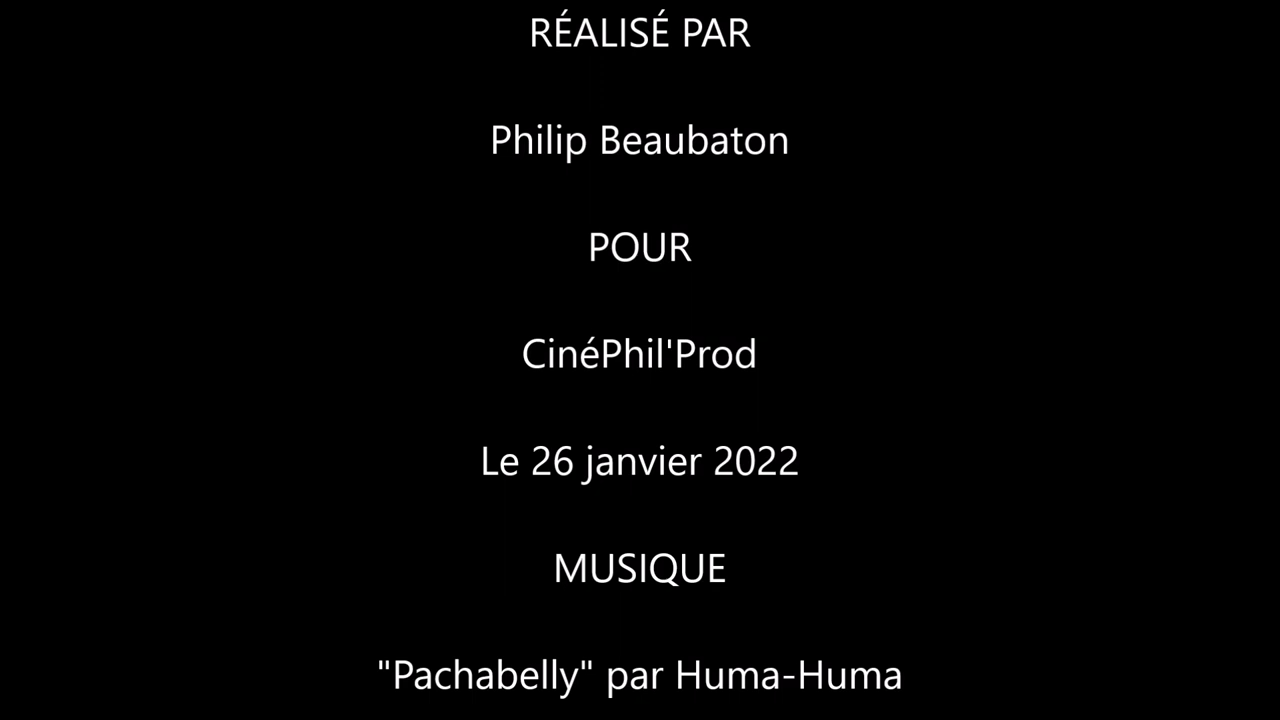 RÉALISÉ PAR
Philip Beaubaton
POUR
CinéPhil'Prod
Le 26 janvier 2022
MUSIQUE
"Pachabelly" par Huma-Huma